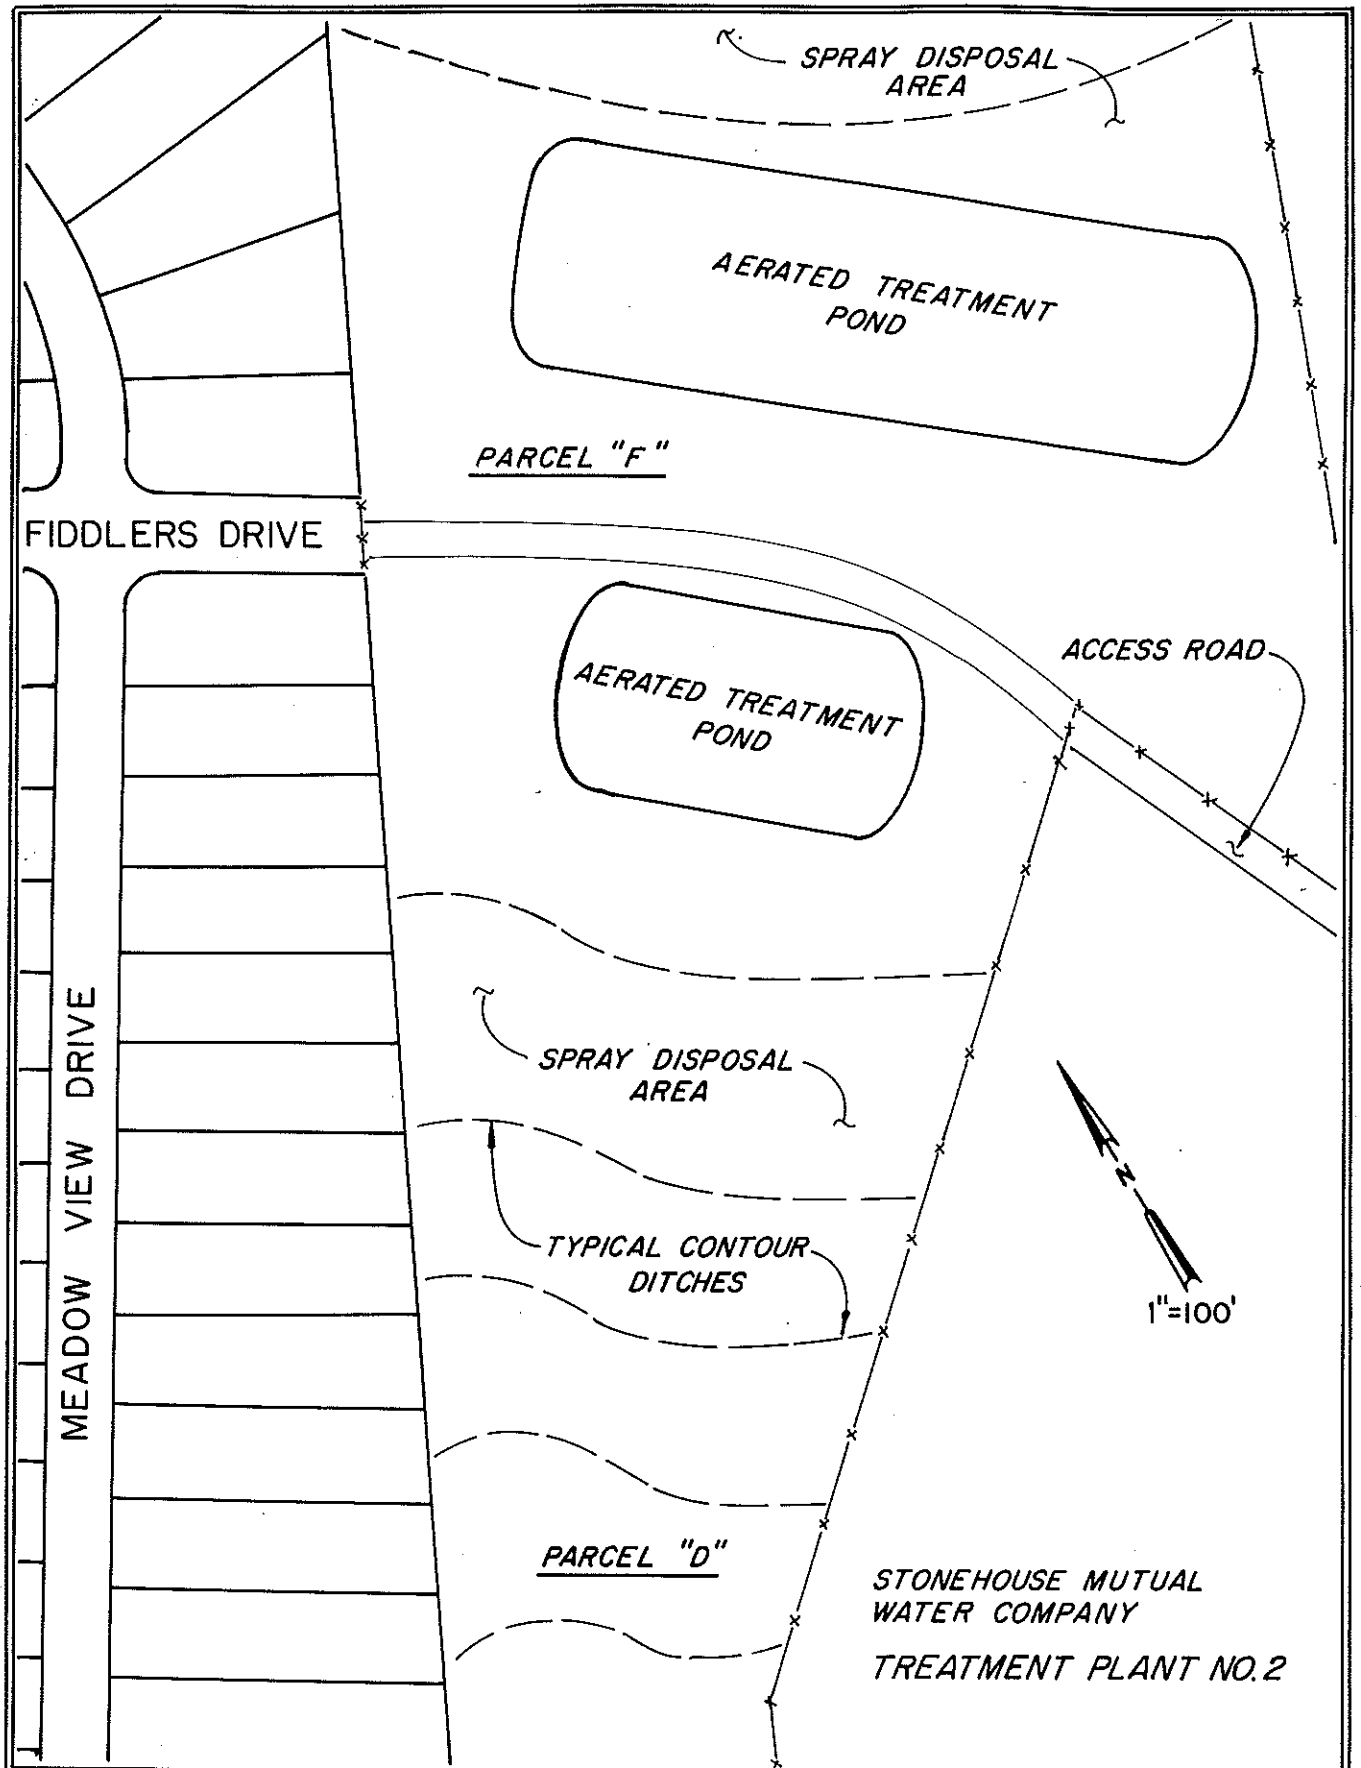 SPRAY DISPOSAL
AREA
AERATED TREATMENT
POND
PARCEL "F"
FIDDLERS DRIVE
ACCESS ROAD
AERATED TREATMENT
POND
MEADOW VIEW DRIVE
SPRAY DISPOSAL
AREA
N
TYPICAL CONTOUR
DITCHES
1"=100'
PARCEL "D"
STONEHOUSE MUTUAL
WATER COMPANY
TREATMENT PLANT NO. 2